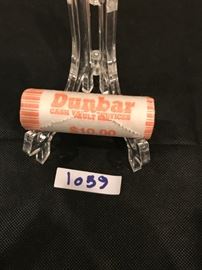 Dunbar
CASH VAULT SERVICES
$10.00
1059